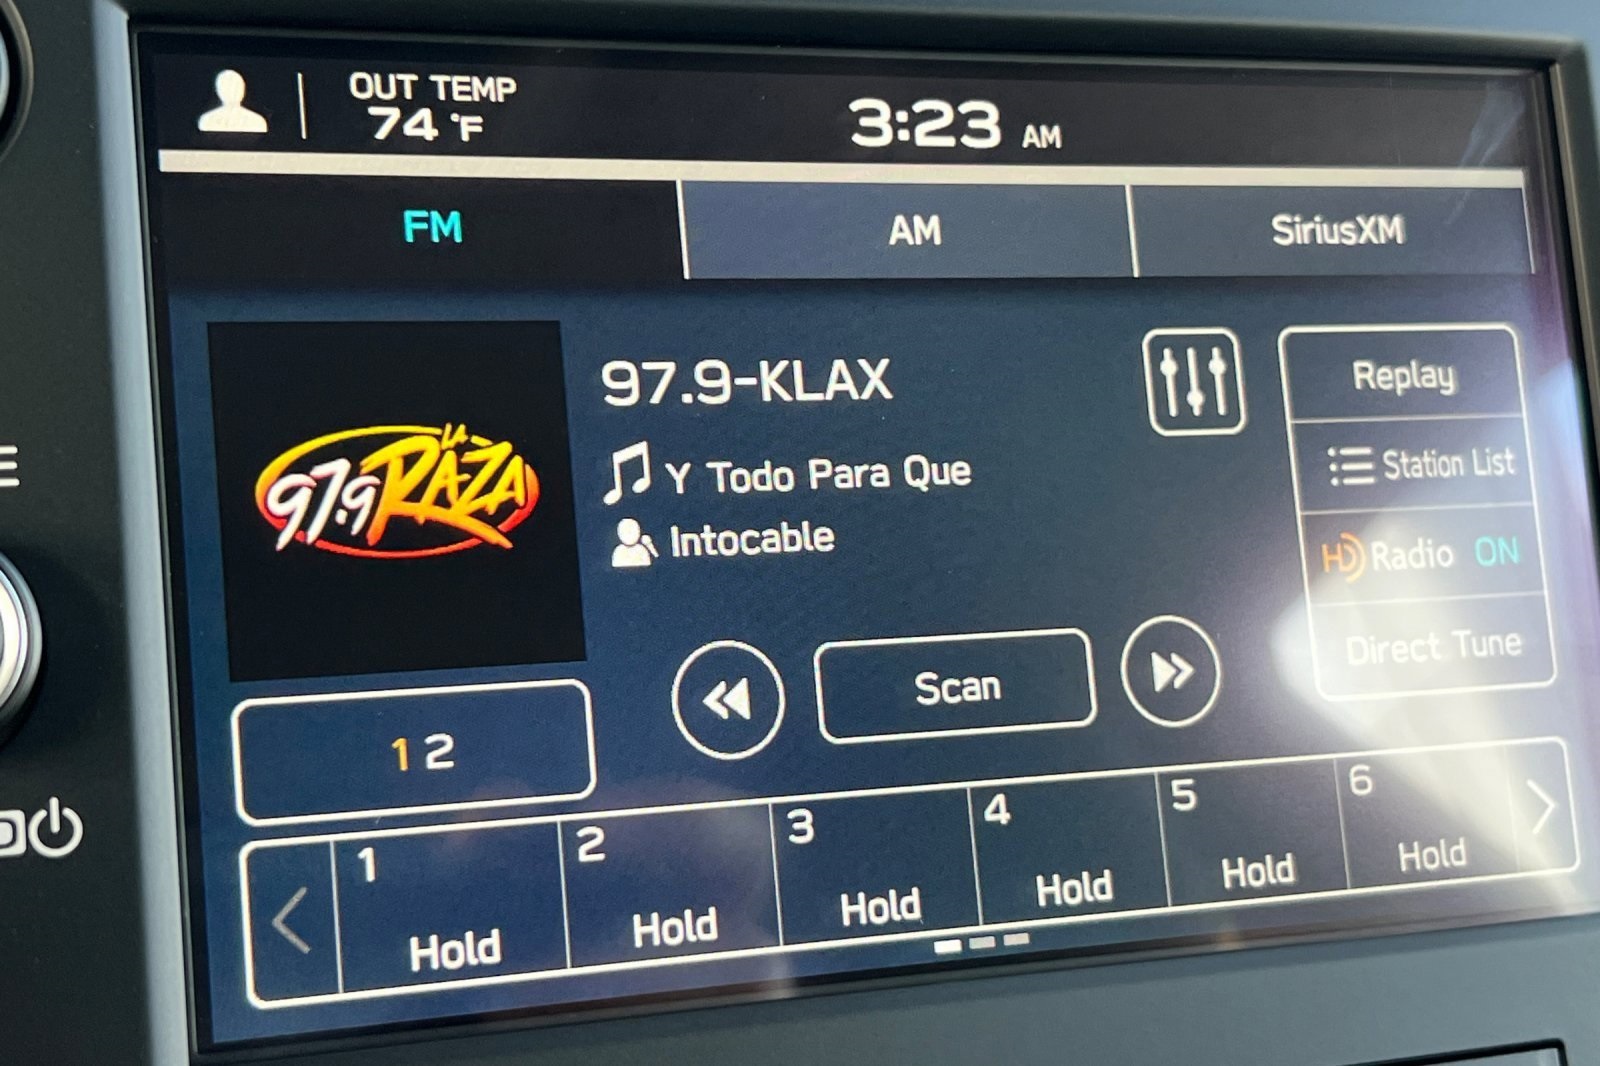 OUT TEMP
74 °F
3:23 AM
FM
AM
SiriusXM
LA
97.9 RAZA
97.9-KLAX
Y Todo Para Que
Intocable
Replay
Station List
HD Radio ON
Direct Tune
Scan
1 2
1
Hold
2
Hold
3
Hold
4
Hold
5
Hold
6
Hold